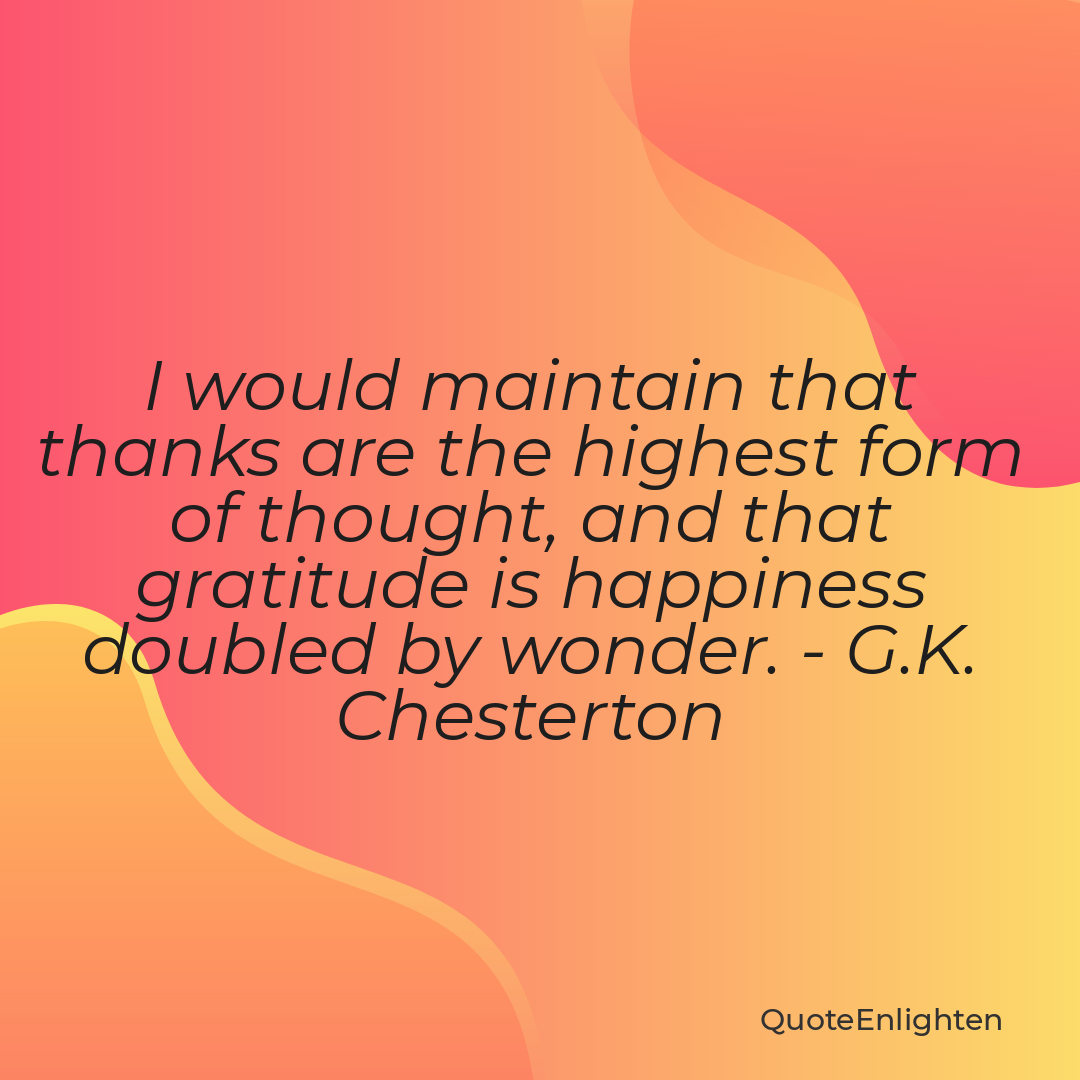 I would maintain that
thanks are the highest form
of thought, and that
gratitude is happiness
doubled by wonder. - G.K.
Chesterton
QuoteEnlighten